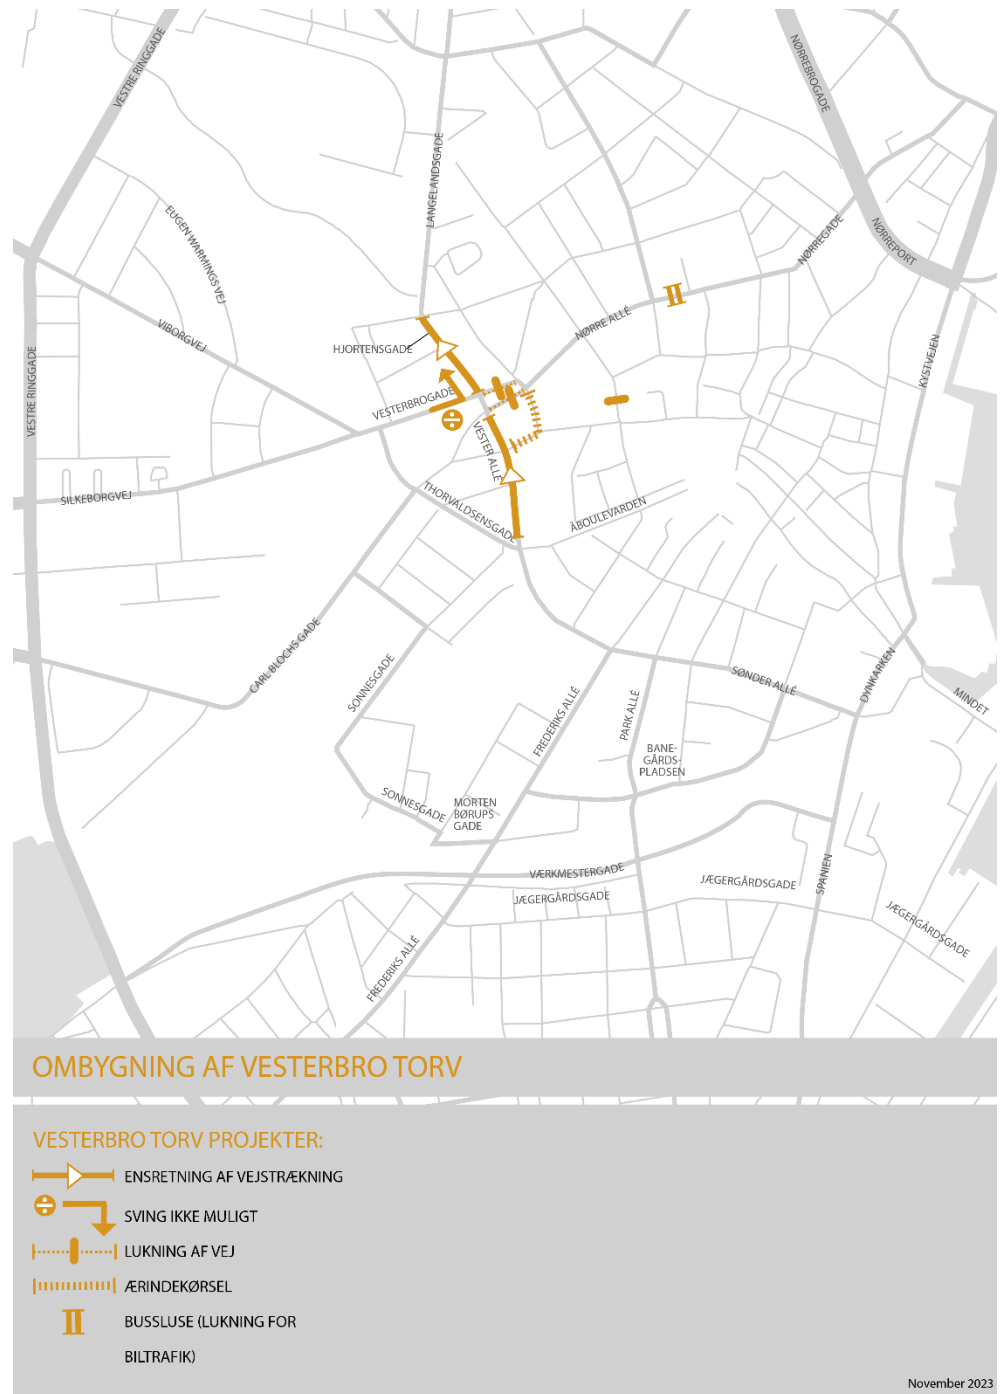 VESTRE RINGGADE
NØRREBROGADE
LANGELANDSGADE
EUGEN WARMINGS VEJ
NØRREGADE
NØRREPORT
VIBORGVEJ
NØRRE ALLÉ
HJORTENSGADE
KYSTVEJEN
VESTRE RINGGADE
VESTERBROGADE
VESTER ALLÉ
SILKEBORGVEJ
THORVALDSENSGADE
ÅBOULEVARDEN
CARL BLOCHS GADE
SONNESGADE
SØNDER ALLÉ
DYNKARKEN
MINDET
FREDERIKS ALLÉ
PARK ALLÉ
BANE-
GÅRDS-
PLADSEN
SONNESGADE
MORTEN
BØRUPS
GADE
VÆRKMESTERGADE
JÆGERGÅRDSGADE
JÆGERGÅRDSGADE
SPANIEN
JÆGERGÅRDSGADE
FREDERIKS ALLÉ
OMBYGNING AF VESTERBRO TORV
VESTERBRO TORV PROJEKTER:
ENSRETNING AF VEJSTRÆKNING
SVING IKKE MULIGT
LUKNING AF VEJ
ÆRINDEKØRSEL
BUSSLUSE (LUKNING FOR
BILTRAFIK)
November 2023